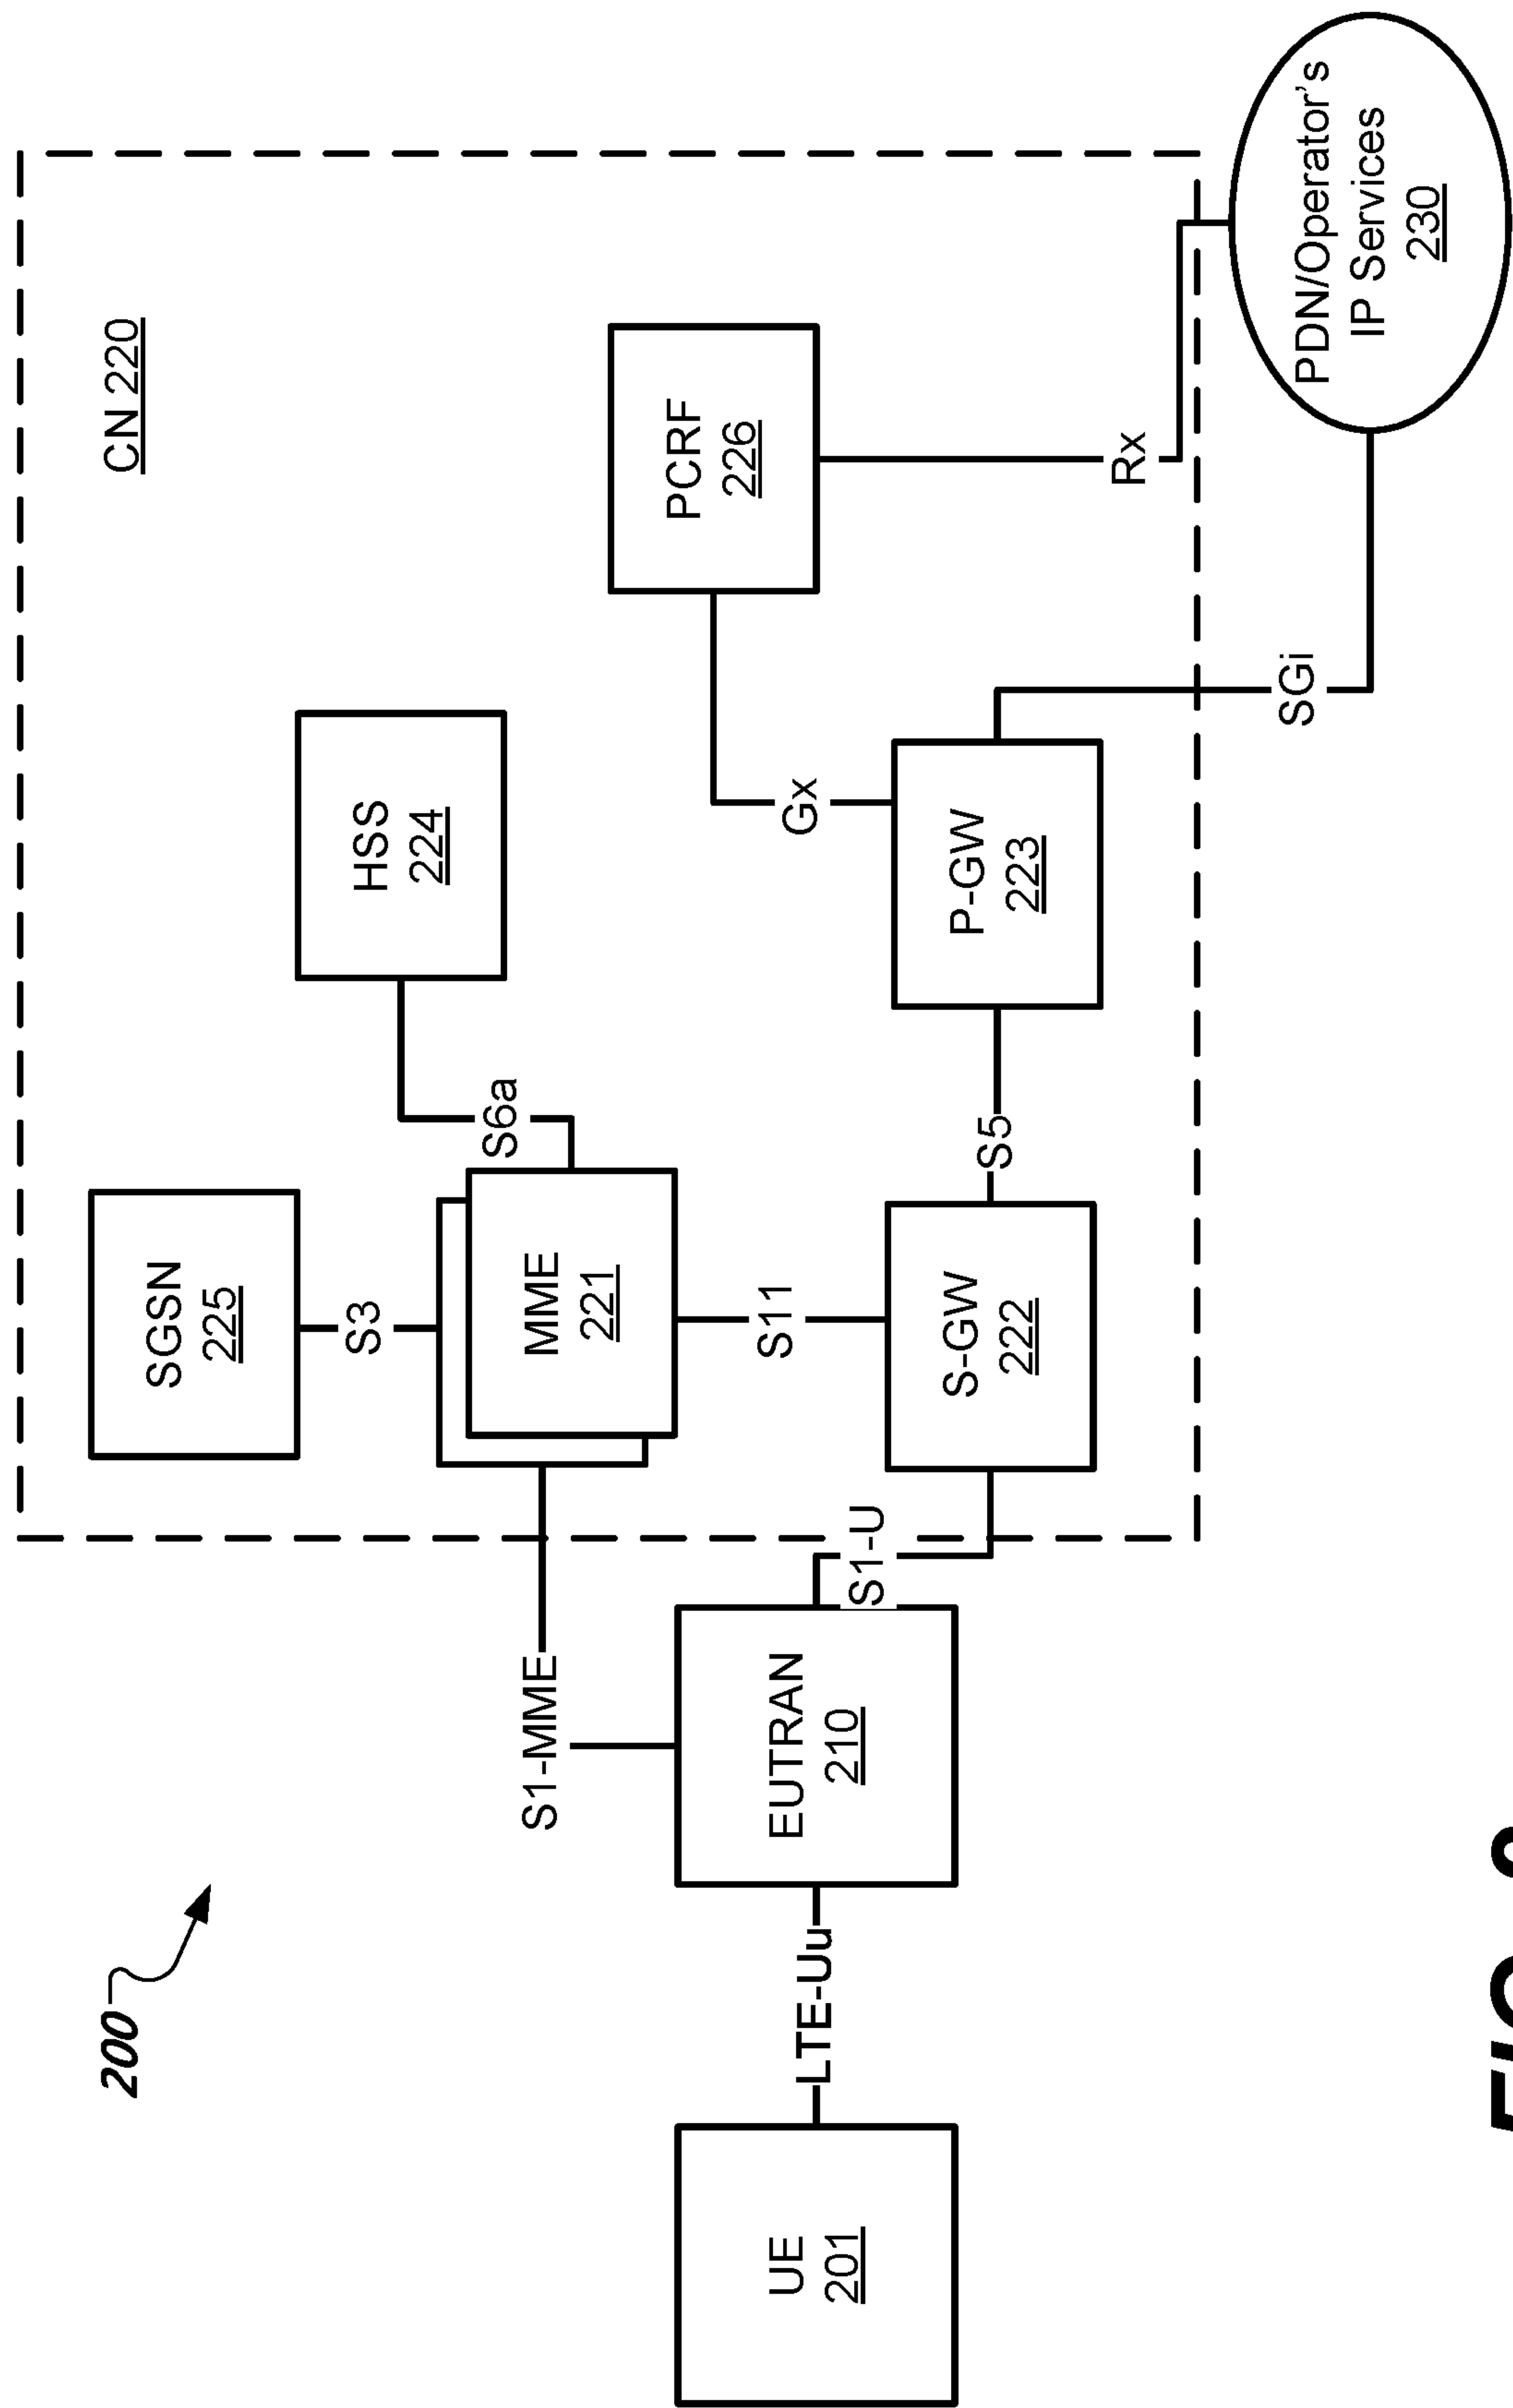 200
CN 220
SGSN
225
S3
HSS
224
S6a
MME
221
S1-MME
S11
PCRF
226
Gx
Rx
UE
201
LTE-Uu
EUTRAN
210
S1-U
S-GW
222
S5
P-GW
223
SGi
PDN/Operator's
IP Services
230